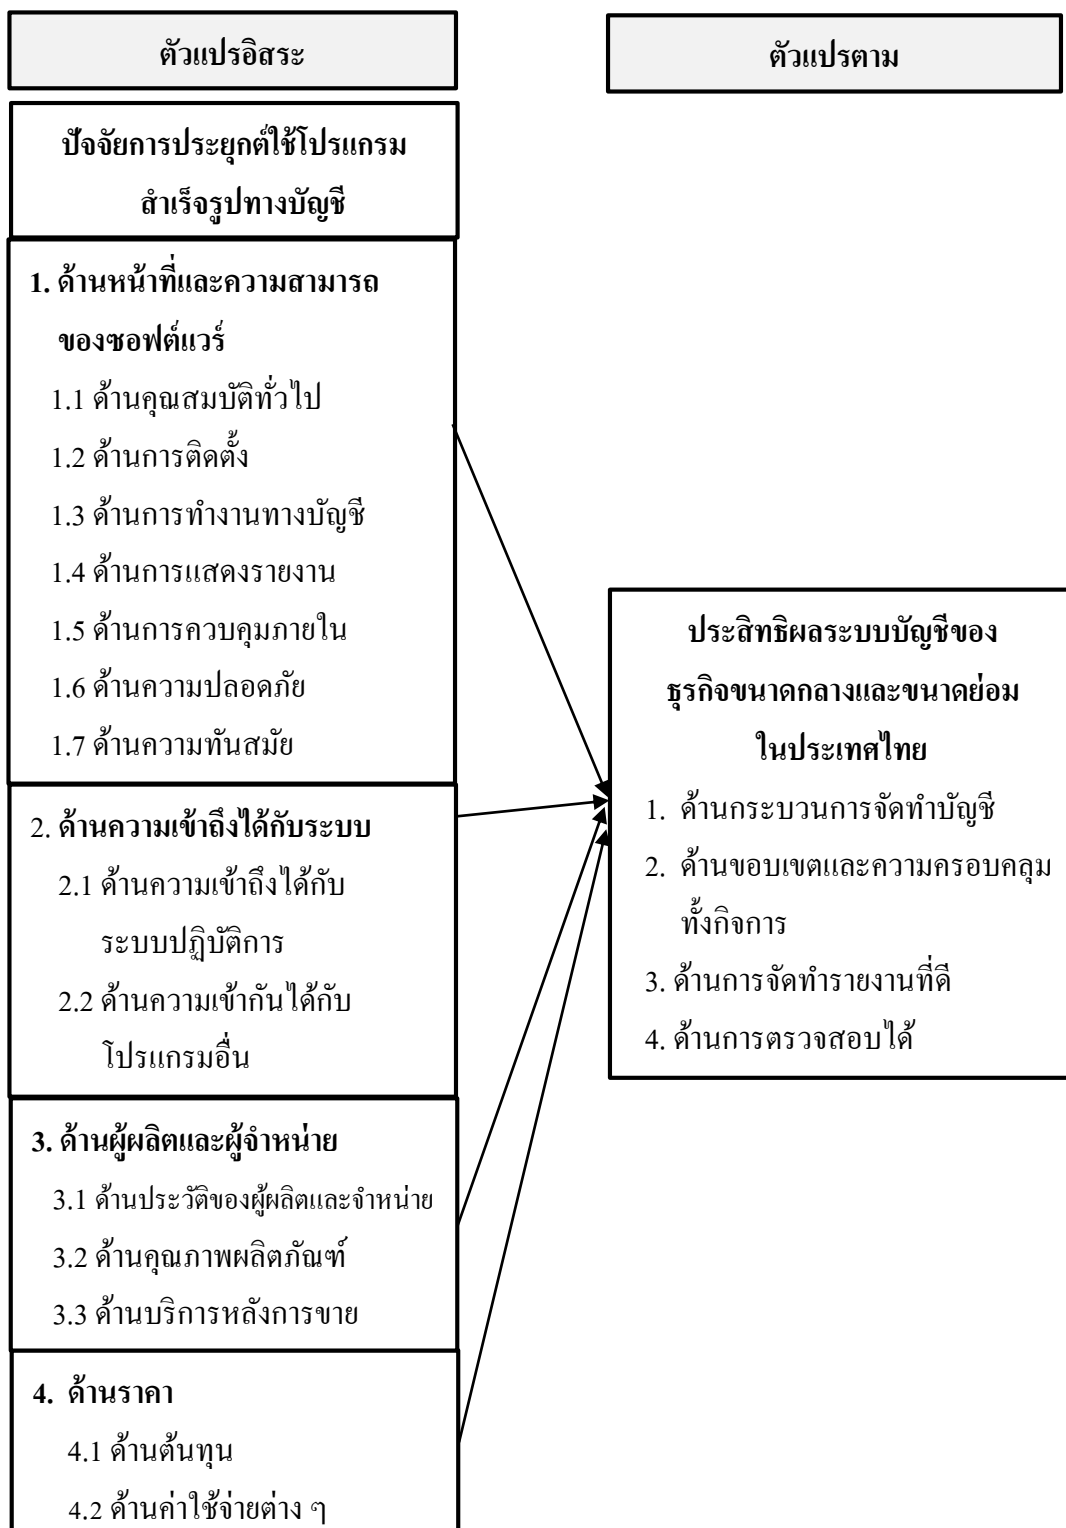 ตัวแปรอิสระ
ตัวแปรตาม
ปัจจัยการประยุกต์ใช้โปรแกรม
สำเร็จรูปทางบัญชี
1. ด้านหน้าที่และความสามารถ
ของซอฟต์แวร์
1.1 ด้านคุณสมบัติทั่วไป
1.2 ด้านการติดตั้ง
1.3 ด้านการทำงานทางบัญชี
1.4 ด้านการแสดงรายงาน
1.5 ด้านการควบคุมภายใน
1.6 ด้านความปลอดภัย
1.7 ด้านความทันสมัย
2. ด้านความเข้าถึงได้กับระบบ
2.1 ด้านความเข้าถึงได้กับ
ระบบปฏิบัติการ
2.2 ด้านความเข้ากันได้กับ
โปรแกรมอื่น
3. ด้านผู้ผลิตและผู้จำหน่าย
3.1 ด้านประวัติของผู้ผลิตและจำหน่าย
3.2 ด้านคุณภาพผลิตภัณฑ์
3.3 ด้านบริการหลังการขาย
4. ด้านราคา
4.1 ด้านต้นทุน
4.2 ด้านค่าใช้จ่ายต่าง ๆ
ประสิทธิผลระบบบัญชีของ
ธุรกิจขนาดกลางและขนาดย่อม
ในประเทศไทย
1. ด้านกระบวนการจัดทำบัญชี
2. ด้านขอบเขตและความครอบคลุม
ทั้งกิจการ
3. ด้านการจัดทำรายงานที่ดี
4. ด้านการตรวจสอบได้